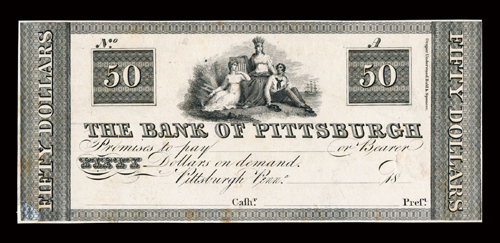 FIFTY DOLLARS
No.
A
50
50
THE BANK OF PITTSBURGH
Promises to pay or Bearer
FIFTY Dollars on demand.
Pittsburgh Penn.a 18
Cash.r Pres.t
FIFTY DOLLARS